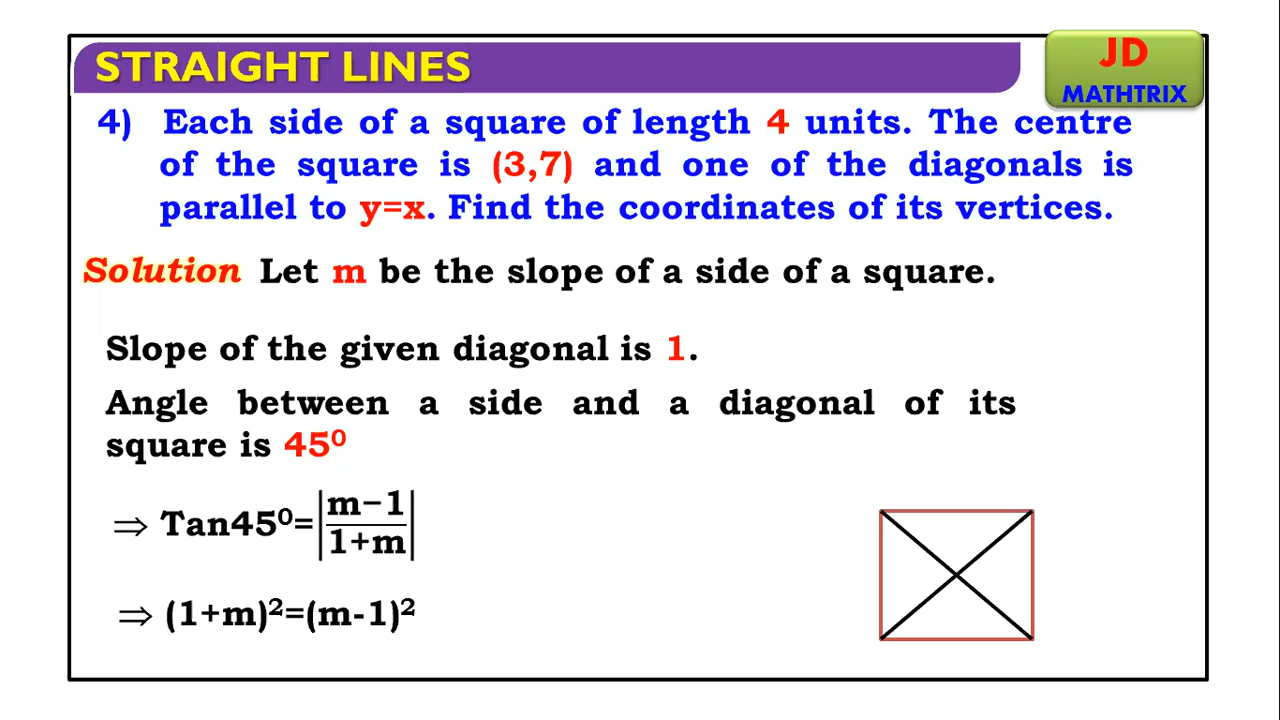 STRAIGHT LINES
JD
MATHTRIX
4) Each side of a square of length 4 units. The centre
of the square is (3,7) and one of the diagonals is
parallel to y=x. Find the coordinates of its vertices.
Solution Let m be the slope of a side of a square.
Slope of the given diagonal is 1.
Angle between a side and a diagonal of its
square is 45⁰
⇒ Tan45⁰=|m−1/1+m|
⇒ (1+m)²=(m-1)²